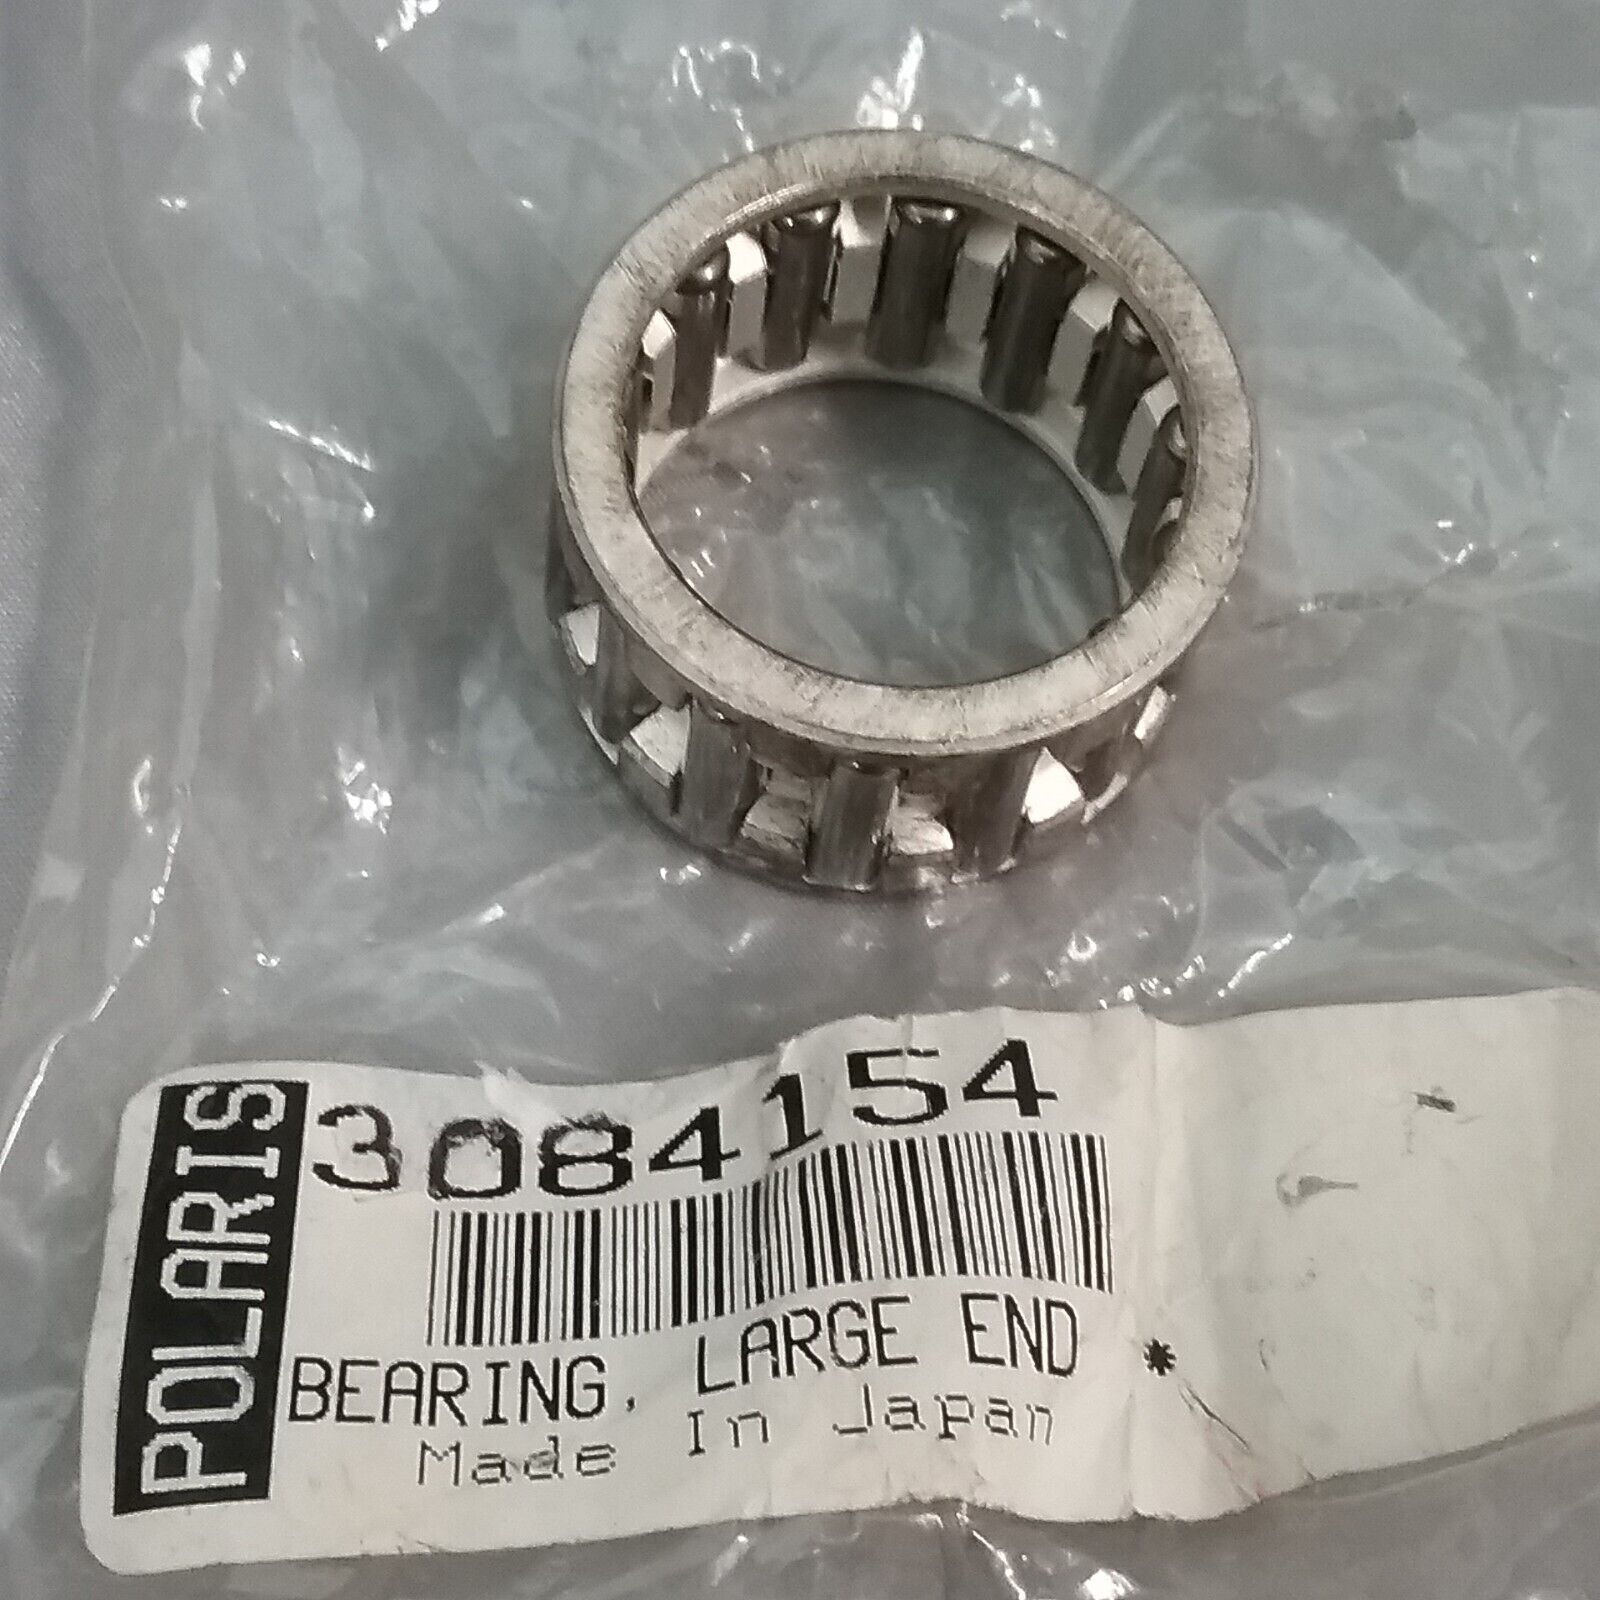 POLARIS
3084154
BEARING, LARGE END *
Made In Japan